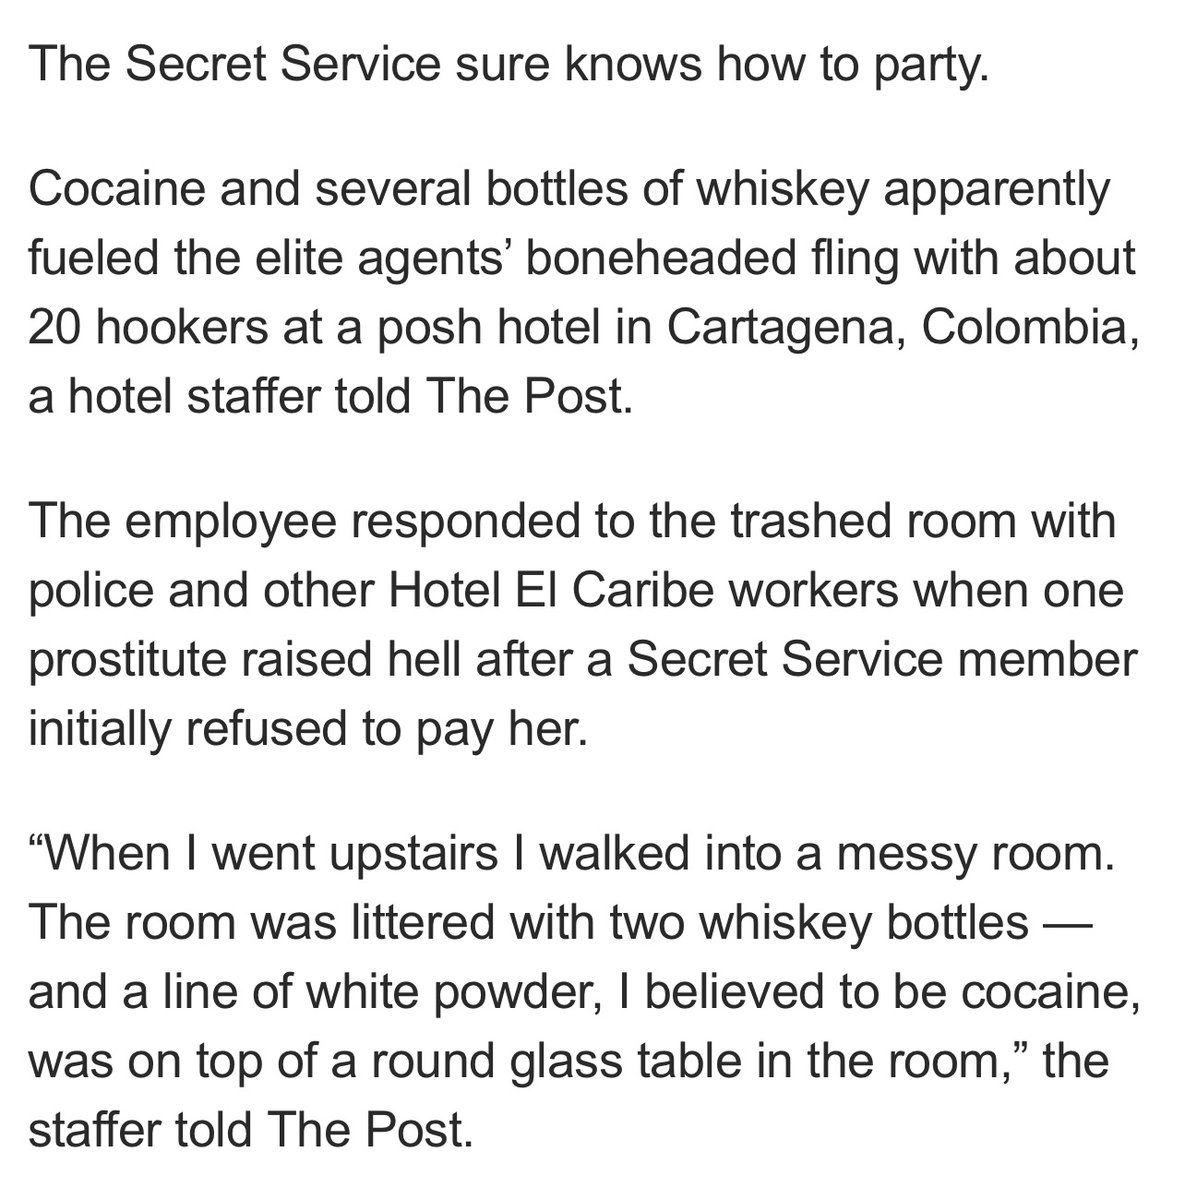 The Secret Service sure knows how to party.
Cocaine and several bottles of whiskey apparently
fueled the elite agents’ boneheaded fling with about
20 hookers at a posh hotel in Cartagena, Colombia,
a hotel staffer told The Post.
The employee responded to the trashed room with
police and other Hotel El Caribe workers when one
prostitute raised hell after a Secret Service member
initially refused to pay her.
“When I went upstairs I walked into a messy room.
The room was littered with two whiskey bottles —
and a line of white powder, I believed to be cocaine,
was on top of a round glass table in the room,” the
staffer told The Post.